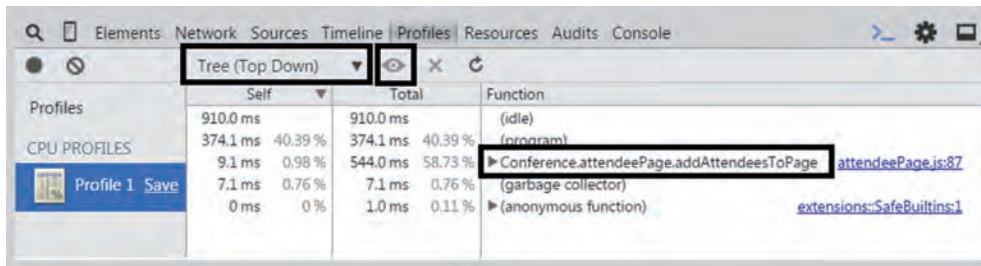 Elements Network Sources Timeline Profiles Resources Audits Console
Tree (Top Down)
Profiles
CPU PROFILES
Profile 1 Save
Self Total Function
910.0 ms 910.0 ms (idle)
374.1 ms 40.39 % 374.1 ms 40.39 % (program)
9.1 ms 0.98 % 544.0 ms 58.73 % Conference.attendeePage.addAttendeesToPage attendeePage.js:87
7.1 ms 0.76 % 7.1 ms 0.76 % (garbage collector)
0 ms 0 % 1.0 ms 0.11 % (anonymous function) extensions::SafeBuiltins:1